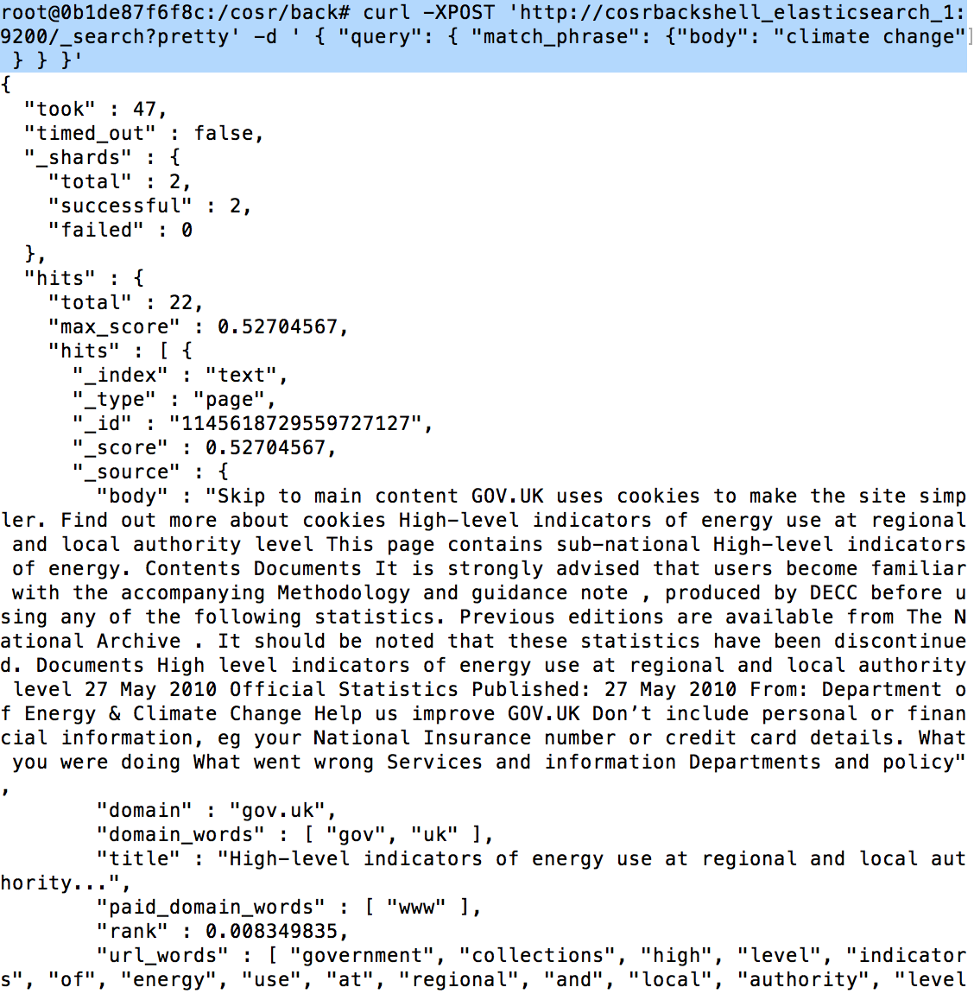 root@0b1de87f6f8c:/cosr/back# curl -XPOST 'http://cosrbackshell_elasticsearch_1:
9200/_search?pretty' -d ' { "query": { "match_phrase": {"body": "climate change"}
 } } }'
{
  "took" : 47,
  "timed_out" : false,
  "_shards" : {
    "total" : 2,
    "successful" : 2,
    "failed" : 0
  },
  "hits" : {
    "total" : 22,
    "max_score" : 0.52704567,
    "hits" : [ {
      "_index" : "text",
      "_type" : "page",
      "_id" : "1145618729559727127",
      "_score" : 0.52704567,
      "_source" : {
        "body" : "Skip to main content GOV.UK uses cookies to make the site simp
ler. Find out more about cookies High-level indicators of energy use at regional
 and local authority level This page contains sub-national High-level indicators
 of energy. Contents Documents It is strongly advised that users become familiar
 with the accompanying Methodology and guidance note , produced by DECC before u
sing any of the following statistics. Previous editions are available from The N
ational Archive . It should be noted that these statistics have been discontinue
d. Documents High level indicators of energy use at regional and local authority
 level 27 May 2010 Official Statistics Published: 27 May 2010 From: Department o
f Energy & Climate Change Help us improve GOV.UK Don’t include personal or finan
cial information, eg your National Insurance number or credit card details. What
 you were doing What went wrong Services and information Departments and policy"
,
        "domain" : "gov.uk",
        "domain_words" : [ "gov", "uk" ],
        "title" : "High-level indicators of energy use at regional and local aut
hority...",
        "paid_domain_words" : [ "www" ],
        "rank" : 0.008349835,
        "url_words" : [ "government", "collections", "high", "level", "indicator
s", "of", "energy", "use", "at", "regional", "and", "local", "authority", "level